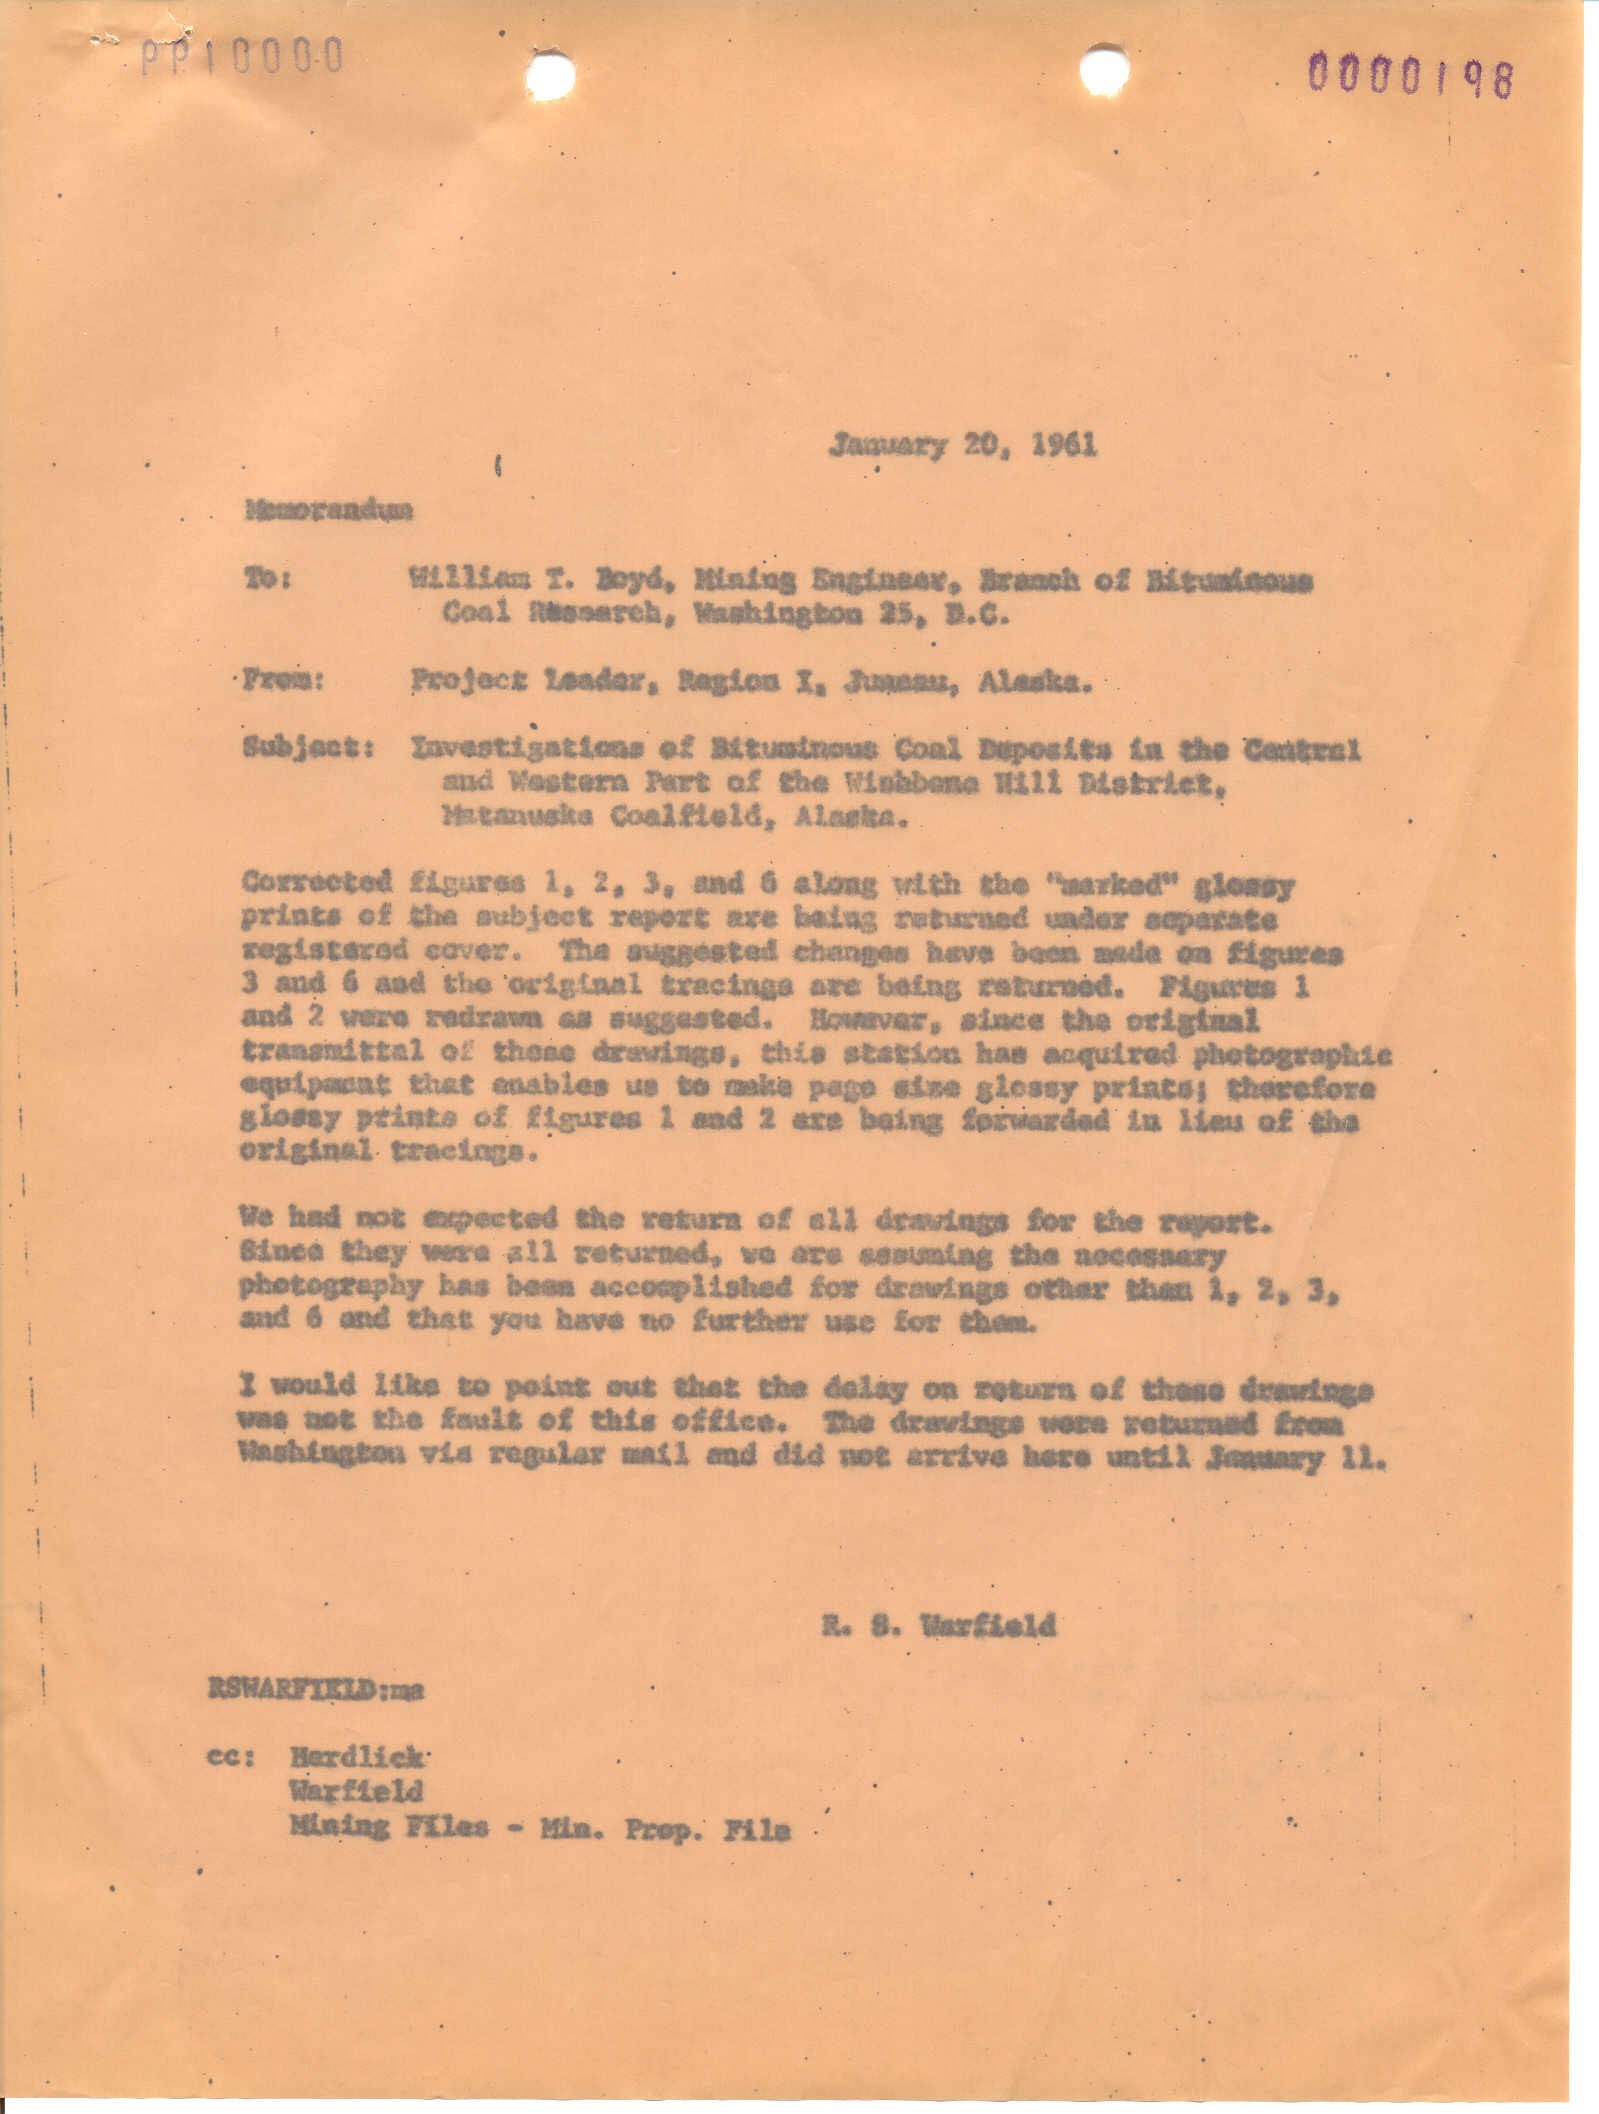 PP10000
0000198
January 20, 1961
Memorandum
To: William T. Boyd, Mining Engineer, Branch of Bituminous
Coal Research, Washington 25, D.C.
From: Project Leader, Region I, Juneau, Alaska.
Subject: Investigations of Bituminous Coal Deposits in the Central
and Western Part of the Wishbone Hill District,
Matanuska Coalfield, Alaska.
Corrected figures 1, 2, 3, and 6 along with the "marked" glossy
prints of the subject report are being returned under separate
registered cover. The suggested changes have been made on figures
3 and 6 and the original tracings are being returned. Figures 1
and 2 were redrawn as suggested. However, since the original
transmittal of these drawings, this station has acquired photographic
equipment that enables us to make page size glossy prints; therefore
glossy prints of figures 1 and 2 are being forwarded in lieu of the
original tracings.
We had not expected the return of all drawings for the report.
Since they were all returned, we are assuming the necessary
photography has been accomplished for drawings other than 1, 2, 3,
and 6 and that you have no further use for them.
I would like to point out that the delay on return of these drawings
was not the fault of this office. The drawings were returned from
Washington via regular mail and did not arrive here until January 11.
R. S. Warfield
RSWARFIELD:ma
cc: Herdlick
Warfield
Mining Files - Min. Prop. File